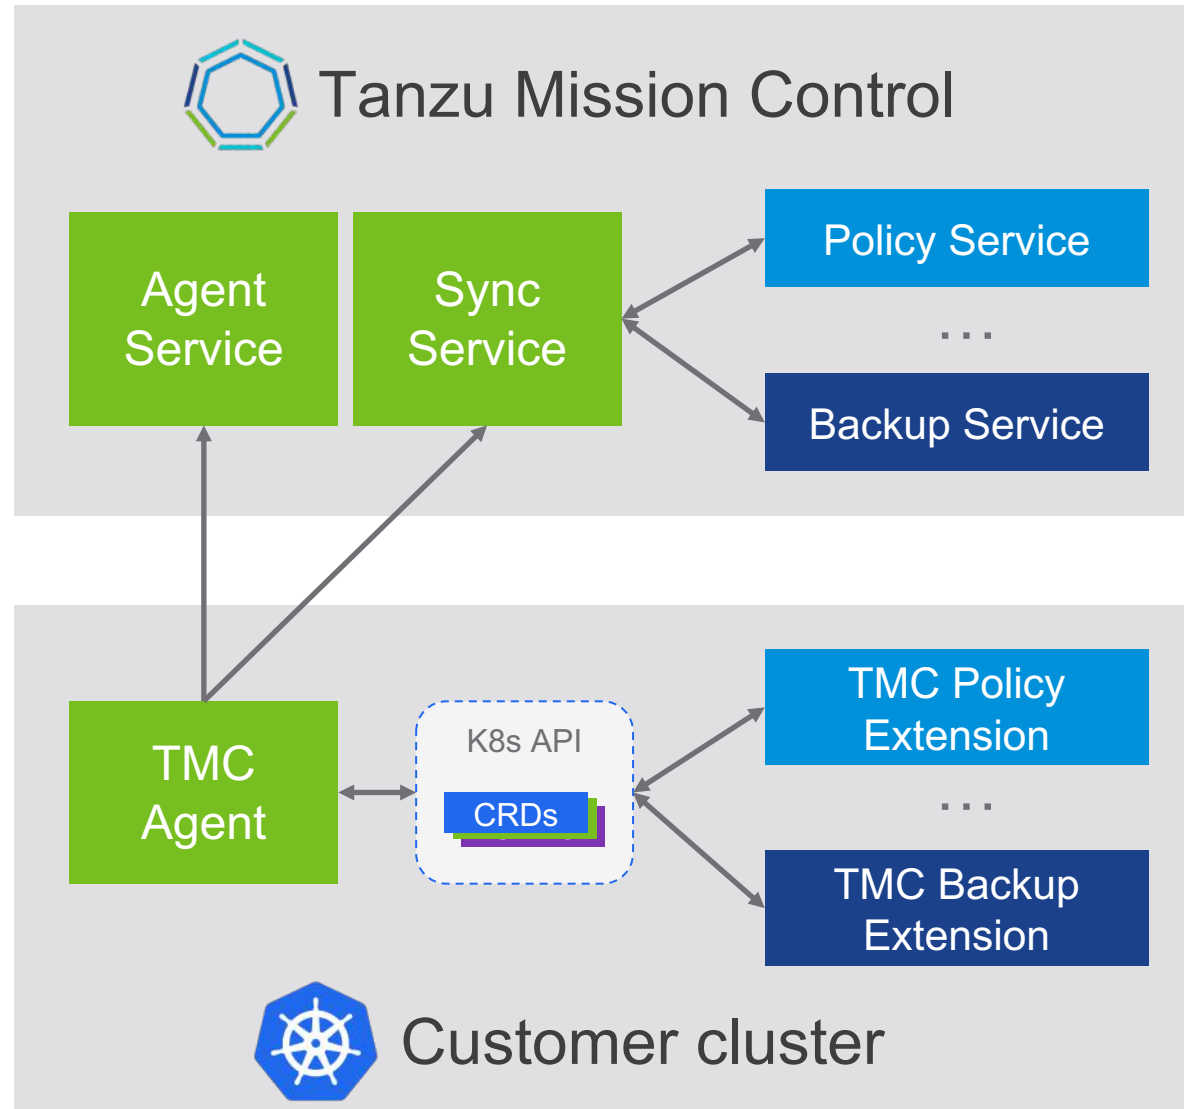 Tanzu Mission Control
Agent
Service
Sync
Service
Policy Service
...
Backup Service
TMC
Agent
K8s API
CRDs
TMC Policy
Extension
...
TMC Backup
Extension
Customer cluster